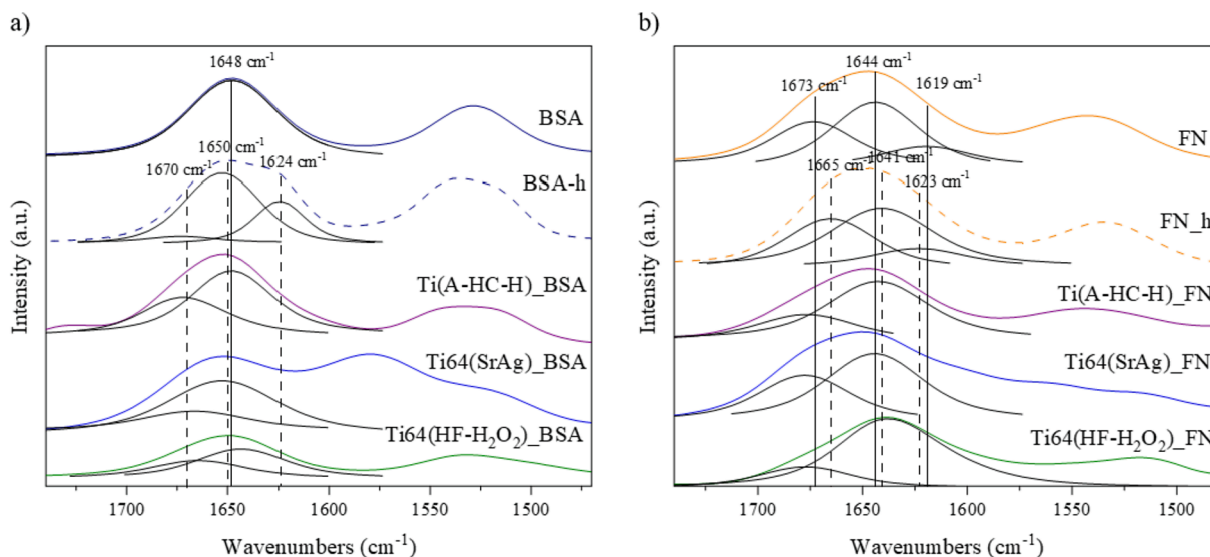 a)
1648 cm-1
BSA
1650 cm-1
1670 cm-1
1624 cm-1
BSA-h
Ti(A-HC-H)_BSA
Ti64(SrAg)_BSA
Ti64(HF-H2O2)_BSA
Intensity (a.u.)
1700
1650
1600
1550
1500
Wavenumbers (cm-1)
b)
1644 cm-1
1673 cm-1
1619 cm-1
FN
1665 cm-1
1641 cm-1
1623 cm-1
FN_h
Ti(A-HC-H)_FN
Ti64(SrAg)_FN
Ti64(HF-H2O2)_FN
Intensity (a.u.)
1700
1650
1600
1550
1500
Wavenumbers (cm-1)